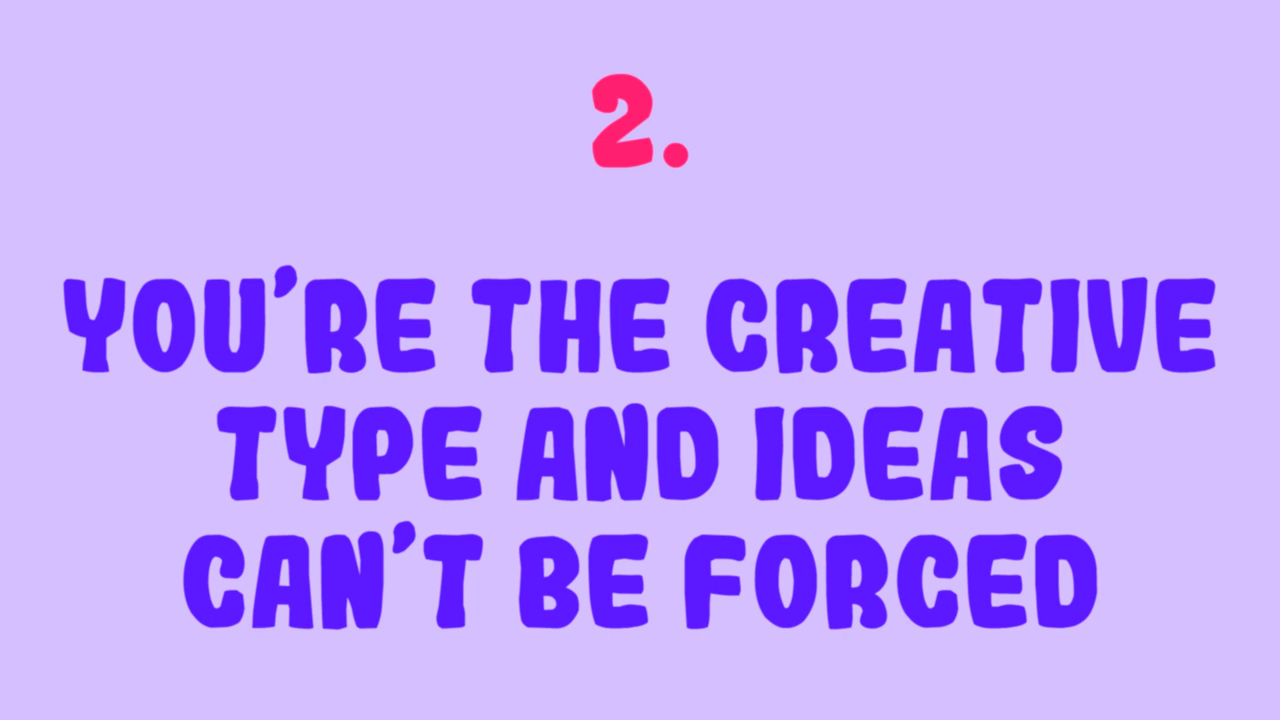 2.
YOU’RE THE CREATIVE
TYPE AND IDEAS
CAN’T BE FORCED